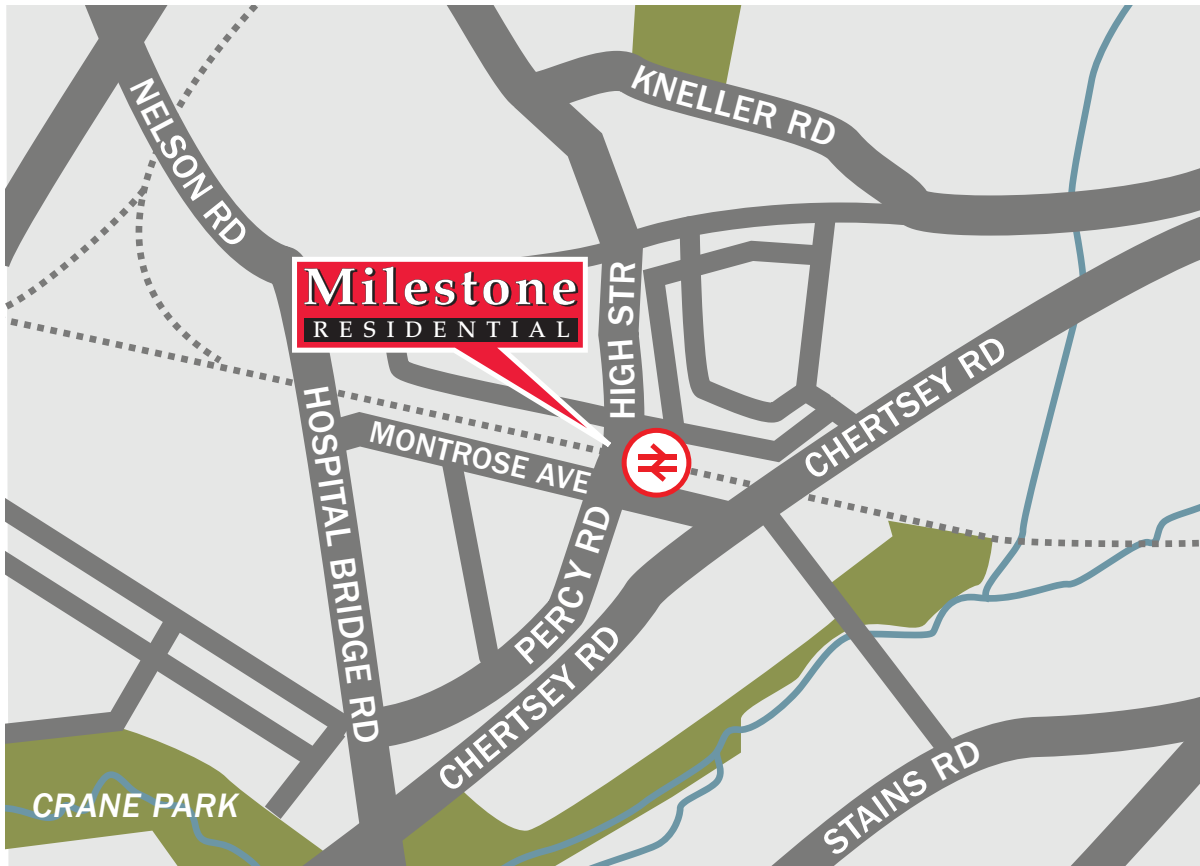 KNELLER RD
NELSON RD
Milestone
RESIDENTIAL
HIGH STR
CHERTSEY RD
MONTROSE AVE
HOSPITAL BRIDGE RD
PERCY RD
CHERTSEY RD
CRANE PARK
STAINS RD